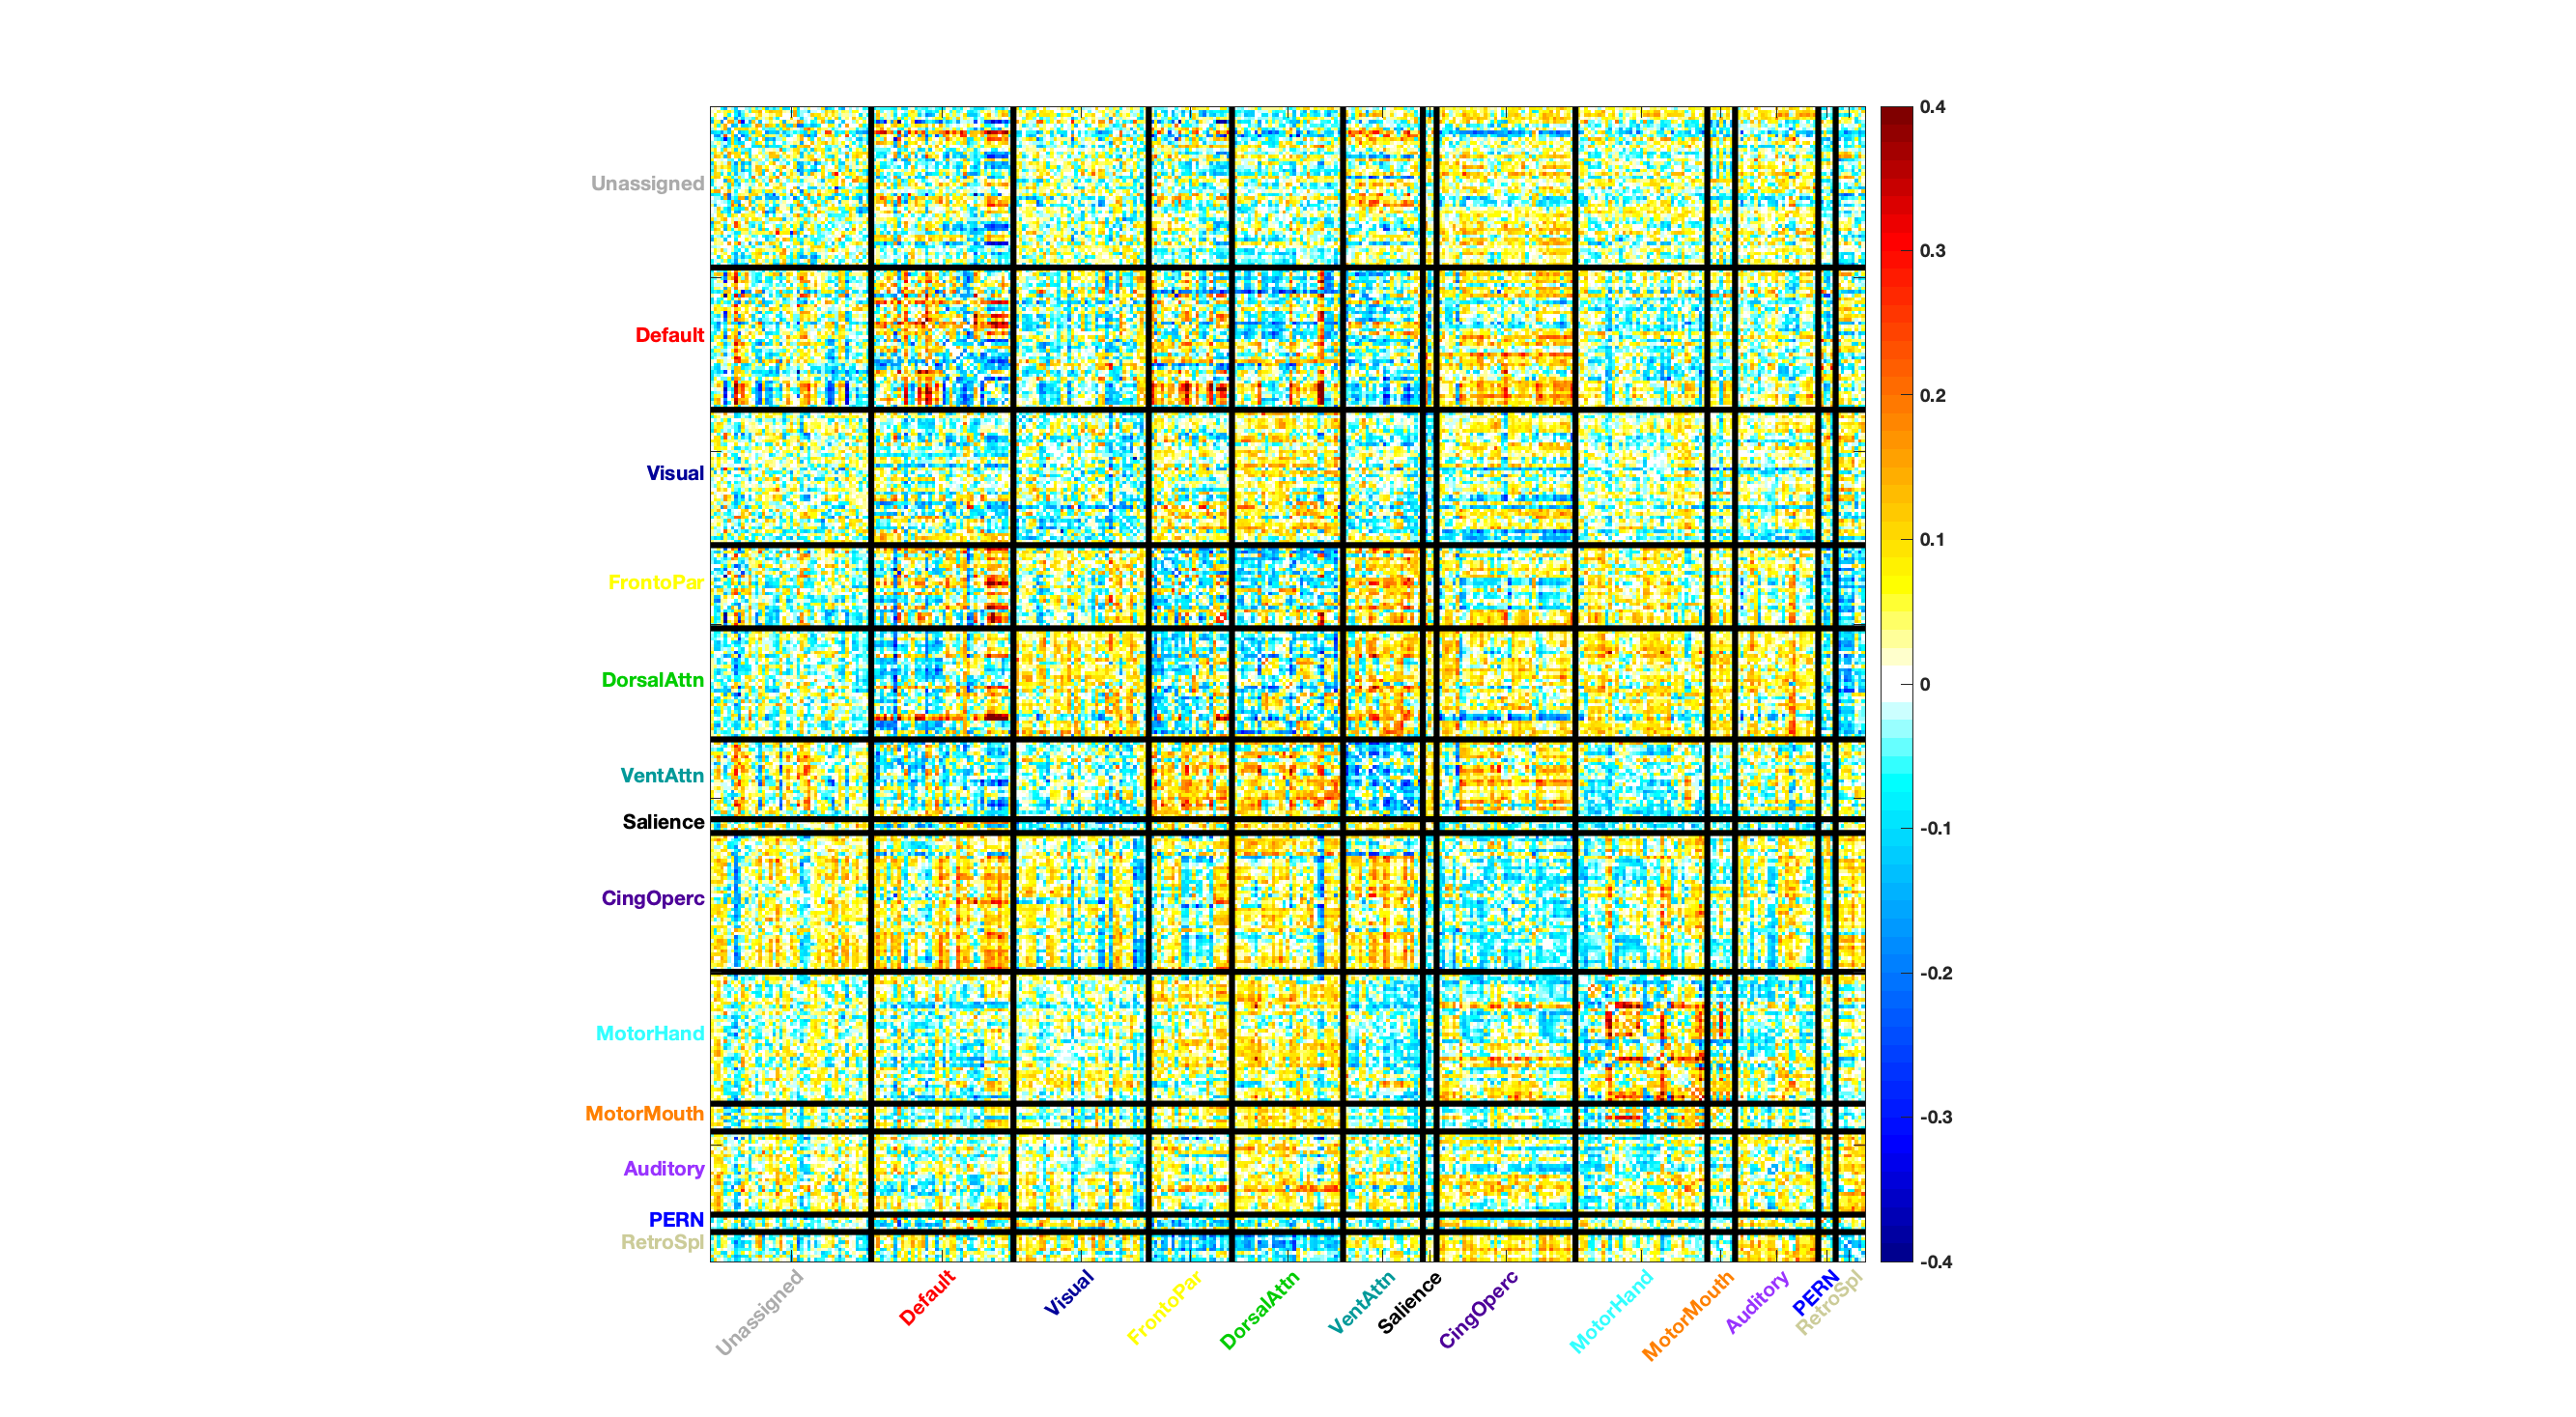 Unassigned
Default
Visual
FrontoPar
DorsalAttn
VentAttn
Salience
CingOperc
MotorHand
MotorMouth
Auditory
PERN
RetroSpl
Unassigned
Default
Visual
FrontoPar
DorsalAttn
VentAttn
Salience
CingOperc
MotorHand
MotorMouth
Auditory
PERN
RetroSpl
0.4
0.3
0.2
0.1
0
-0.1
-0.2
-0.3
-0.4